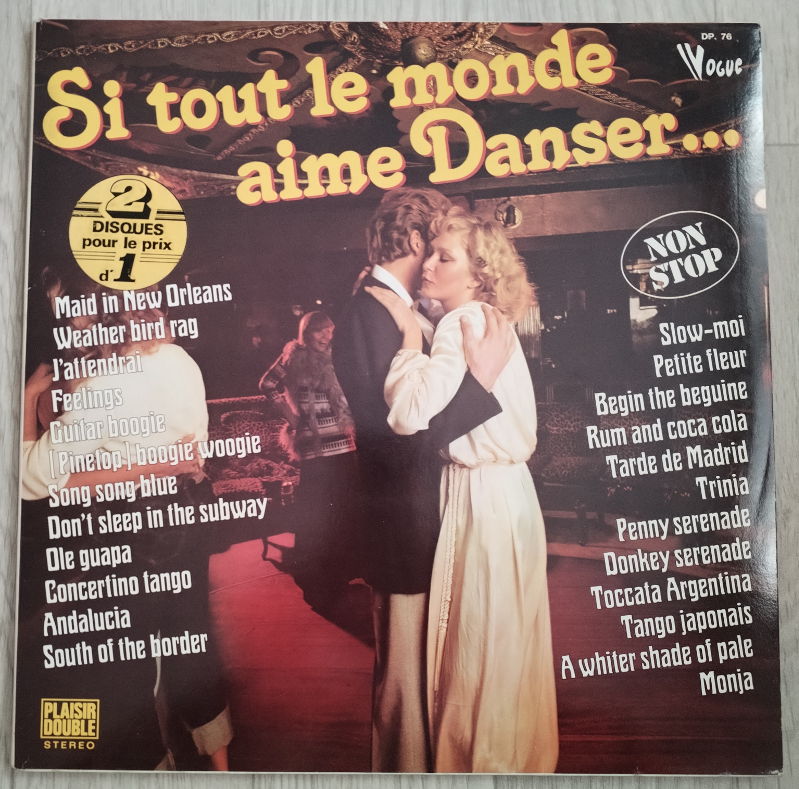 DP. 76
VOGUE
Si tout le monde
aime Danser...
2
DISQUES
pour le prix
d'1
NON
STOP
Maid in New Orleans
Weather bird rag
J'attendrai
Feelings
Guitar boogie
(Pinetop) boogie woogie
Song song blue
Don't sleep in the subway
Ole guapa
Concertino tango
Andalucia
South of the border
Slow-moi
Petite fleur
Begin the beguine
Rum and coca cola
Tarde de Madrid
Trinia
Penny serenade
Donkey serenade
Toccata Argentina
Tango japonais
A whiter shade of pale
Monja
PLAISIR
DOUBLE
STEREO